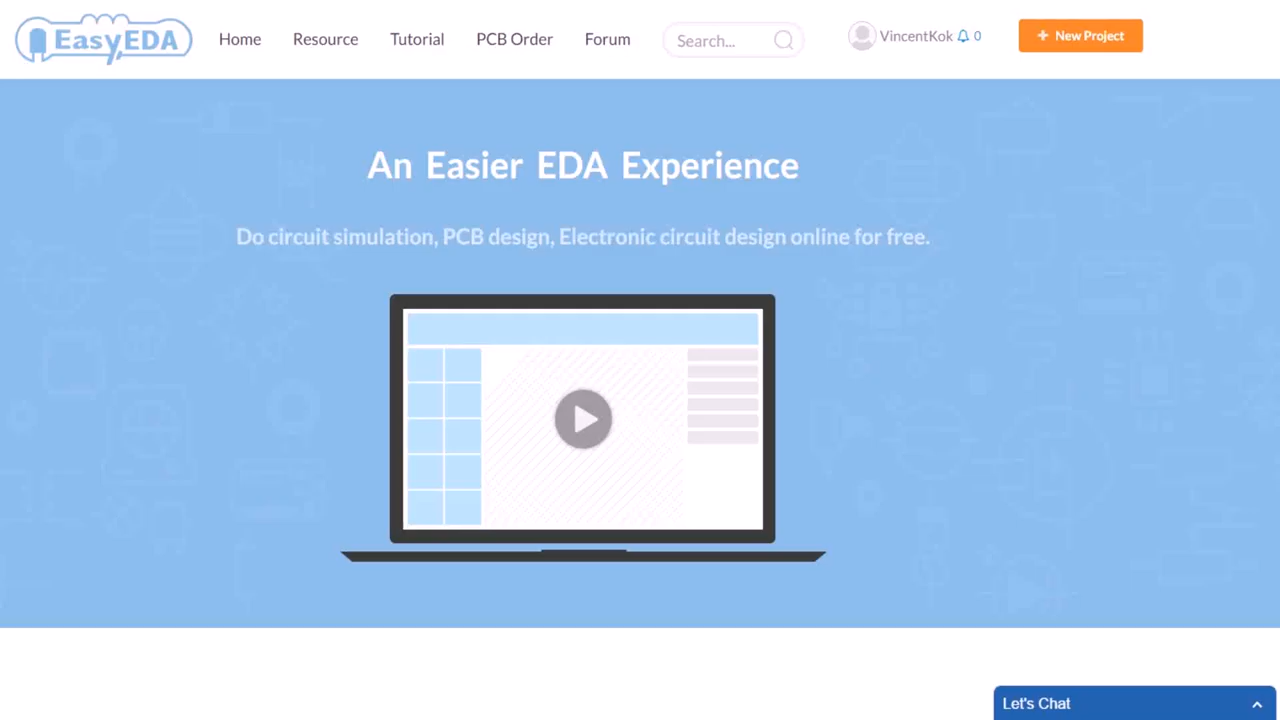 EasyEDA
Home Resource Tutorial PCB Order Forum Search... VincentKok 0 + New Project
An Easier EDA Experience
Do circuit simulation, PCB design, Electronic circuit design online for free.
Let's Chat